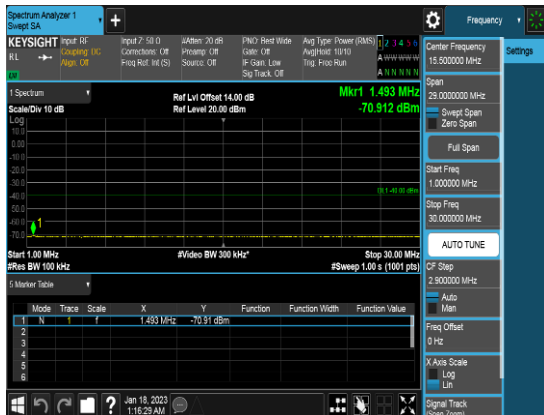 Spectrum Analyzer 1
Swept SA
+
Frequency
KEYSIGHT
RL
Input: RF
Coupling: DC
Align: Off
Input Z: 50 Ω
Corrections: Off
Freq Ref: Int (S)
#Atten: 20 dB
Preamp: Off
Source: Off
PNO: Best Wide
Gate: Off
IF Gain: Low
Sig Track: Off
Avg Type: Power (RMS)
Avg|Hold: 10/10
Trig: Free Run
1 2 3 4 5 6
A W W W W W
A N N N N N
1 Spectrum
Scale/Div 10 dB
Ref Lvl Offset 14.00 dB
Ref Level 20.00 dBm
Mkr1 1.493 MHz
-70.912 dBm
Log
10.0
0.00
-10.0
-20.0
-30.0
-40.0
-50.0
-60.0
-70.0
1
Start 1.00 MHz
#Res BW 100 kHz
#Video BW 300 kHz*
Stop 30.00 MHz
#Sweep 1.00 s (1001 pts)
5 Marker Table
Mode Trace Scale X Y Function Function Width Function Value
1 N 1 f 1.493 MHz -70.91 dBm
2
3
4
5
6
Jan 18, 2023
1:16:29 AM
Center Frequency
15.500000 MHz
Settings
Span
29.0000000 MHz
Swept Span
Zero Span
Full Span
Start Freq
1.000000 MHz
Stop Freq
30.000000 MHz
AUTO TUNE
CF Step
2.900000 MHz
Auto
Man
Freq Offset
0 Hz
X Axis Scale
Log
Lin
Signal Track
(Span Zoom)